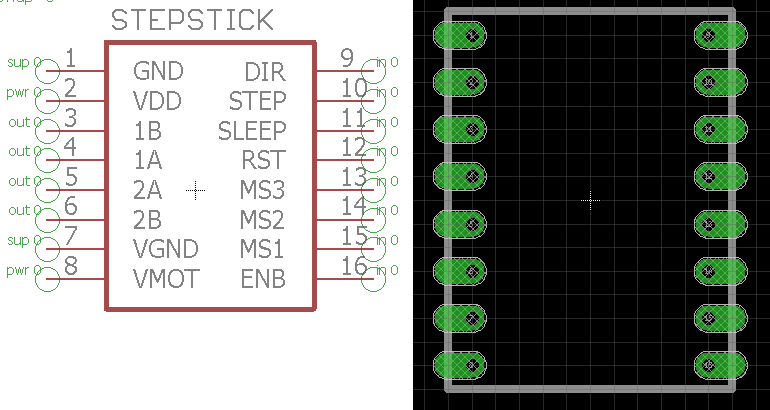 STEPSTICK
sup 0 1 GND DIR 9 in 0
pwr 0 2 VDD STEP 10 in 0
out 0 3 1B SLEEP 11 in 0
out 0 4 1A RST 12 in 0
out 0 5 2A MS3 13 in 0
out 0 6 2B MS2 14 in 0
sup 0 7 VGND MS1 15 in 0
pwr 0 8 VMOT ENB 16 in 0